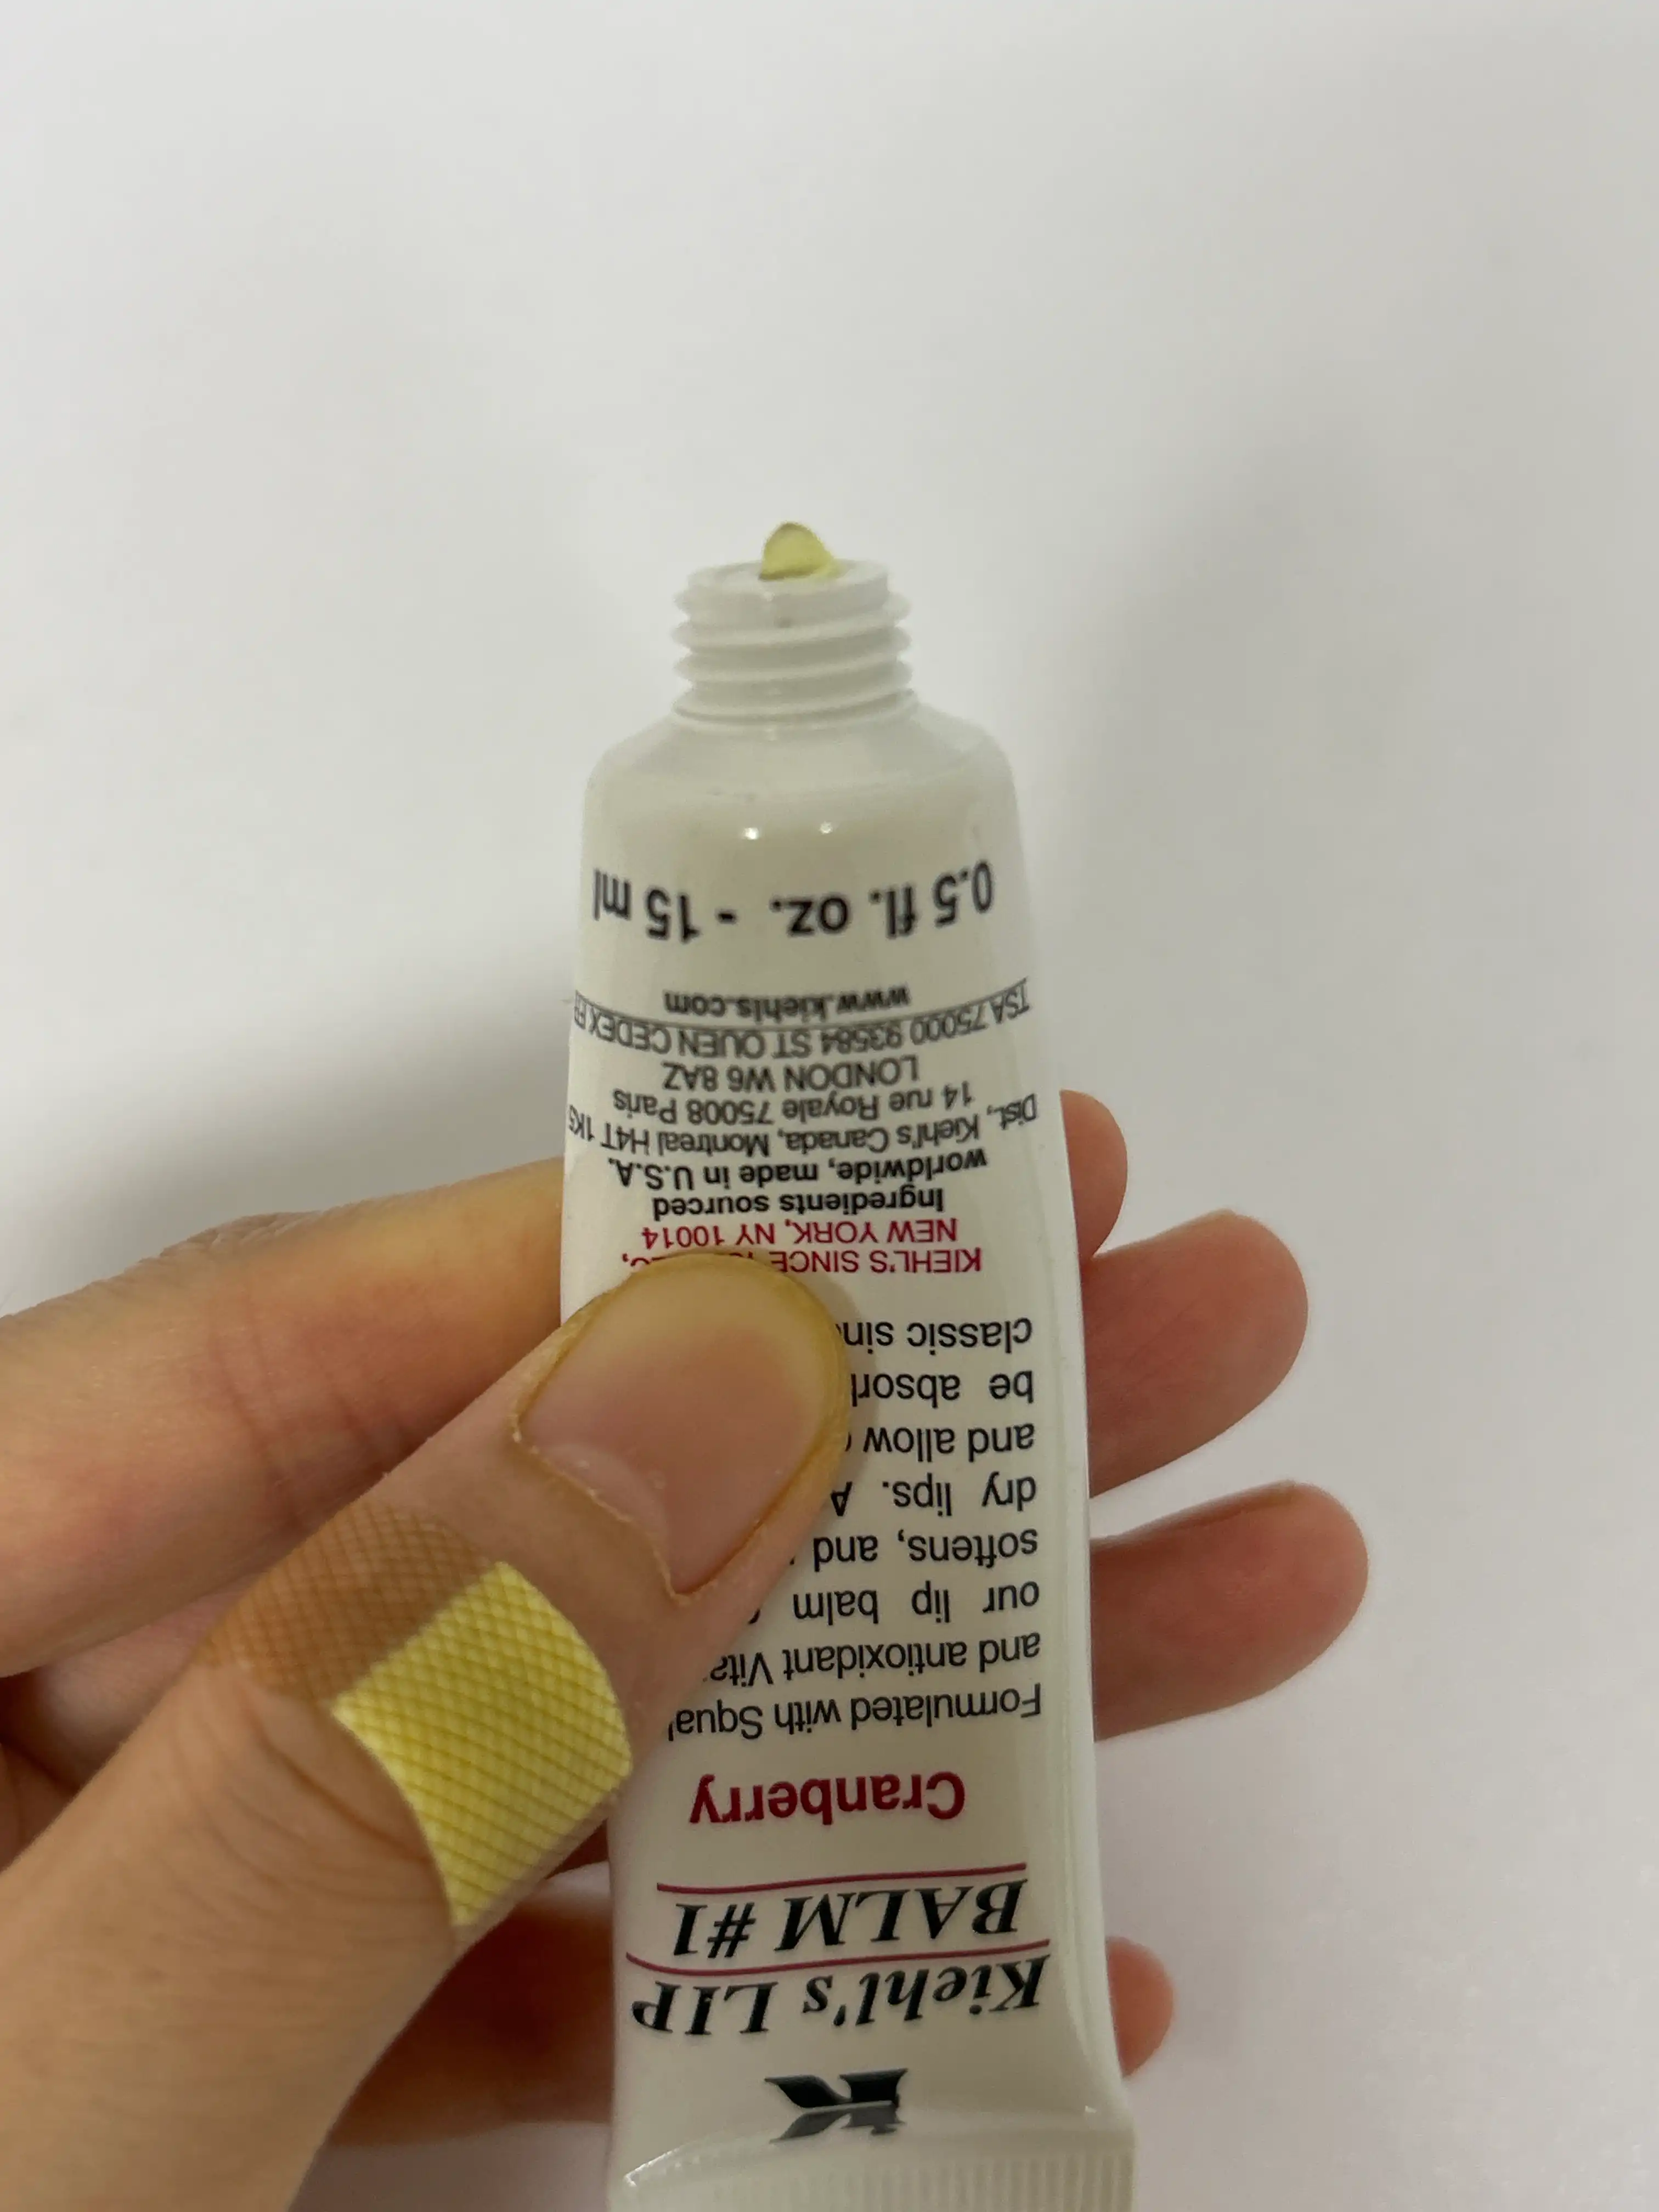 K
Kiehl's LIP
BALM #1
Cranberry
Formulated with Squa
and antioxidant Vita
our lip balm
softens, and
dry lips. A
and allow
be absor
classic sin
KIEHL'S SINCE
NEW YORK, NY 10014
Ingredients sourced
worldwide, made in U.S.A.
Dist., Kiehl's Canada, Montreal H4T 1K5
14 rue Royale 75008 Paris
LONDON W6 8AZ
TSA 75000 93584 ST OUEN CEDEX FR
www.kiehls.com
0.5 fl. oz. - 15 ml